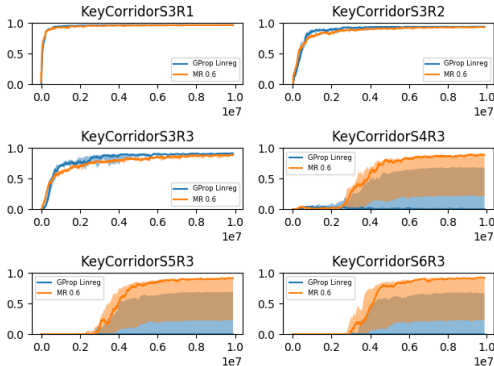 KeyCorridorS3R1
1.0
0.5
0.0
GProp Linreg
MR 0.6
0.0 0.2 0.4 0.6 0.8 1.0
1e7
KeyCorridorS3R2
1.0
0.5
0.0
GProp Linreg
MR 0.6
0.0 0.2 0.4 0.6 0.8 1.0
1e7
KeyCorridorS3R3
1.0
0.5
0.0
GProp Linreg
MR 0.6
0.0 0.2 0.4 0.6 0.8 1.0
1e7
KeyCorridorS4R3
1.0
GProp Linreg
MR 0.6
0.5
0.0
0.0 0.2 0.4 0.6 0.8 1.0
1e7
KeyCorridorS5R3
1.0
GProp Linreg
MR 0.6
0.5
0.0
0.0 0.2 0.4 0.6 0.8 1.0
1e7
KeyCorridorS6R3
1.0
GProp Linreg
MR 0.6
0.5
0.0
0.0 0.2 0.4 0.6 0.8 1.0
1e7